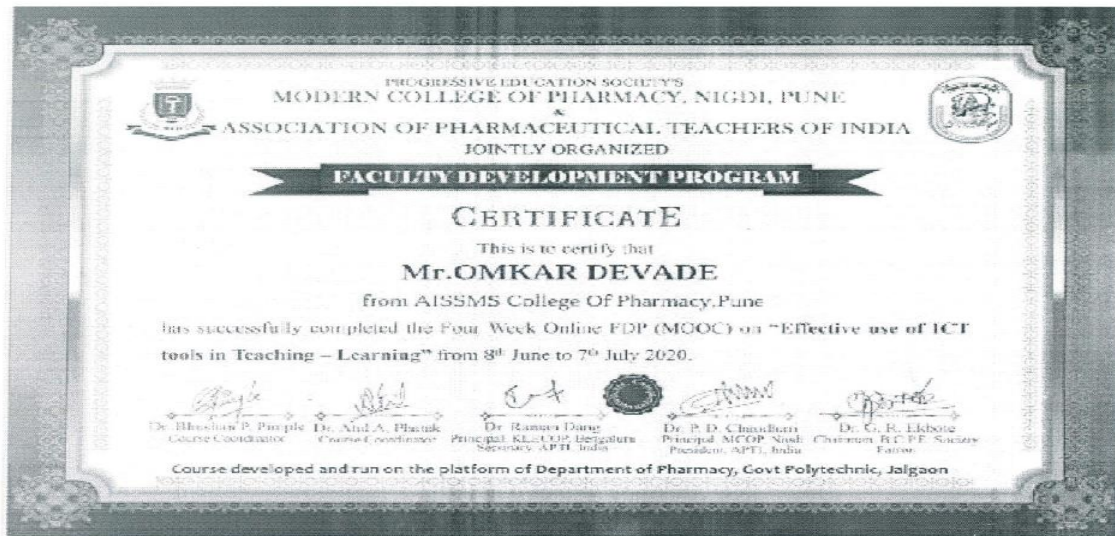 PROGRESSIVE EDUCATION SOCIETY'S
MODERN COLLEGE OF PHARMACY, NIGDI, PUNE
&
ASSOCIATION OF PHARMACEUTICAL TEACHERS OF INDIA
JOINTLY ORGANIZED
FACULTY DEVELOPMENT PROGRAM
CERTIFICATE
This is to certify that
Mr.OMKAR DEVADE
from AISSMS College Of Pharmacy,Pune
has successfully completed the Four Week Online FDP (MOOC) on "Effective use of ICT
tools in Teaching – Learning" from 8th June to 7th July 2020.
Dr. Bhushan P. Pimple Dr. Atul A. Phatak Dr. Raman Dang Dr. P. D. Chaudhari Dr. G. R. Ekbote
Course Coordinator Course Coordinator Principal, KLECOP, Bengaluru Principal, MCOP, Nigdi Chairman, Society
Secretary, APTI, India President, APTI, India Patron
Course developed and run on the platform of Department of Pharmacy, Govt Polytechnic, Jalgaon